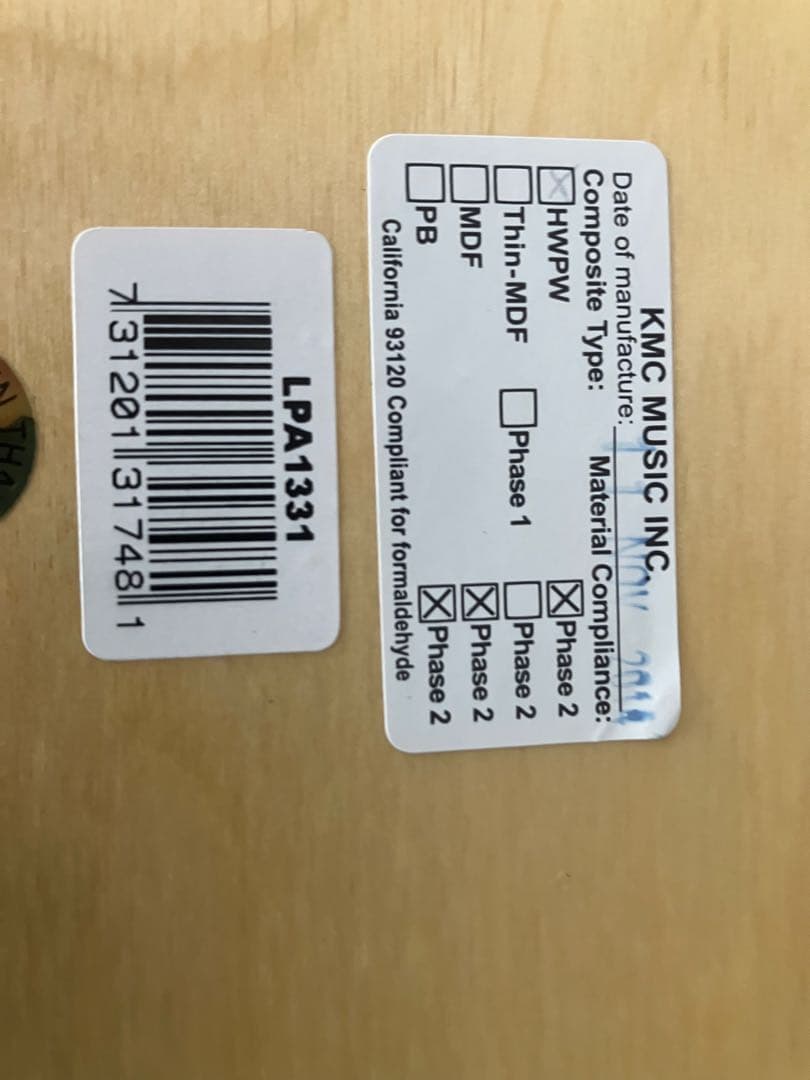 KMC MUSIC INC.
Date of manufacture: NOV
Composite Type: Material Compliance:
HWPW Phase 2
Thin-MDF Phase 1 Phase 2
MDF Phase 2
PB Phase 2
California 93120 Compliant for formaldehyde
LPA1331
7 31201 31748 1